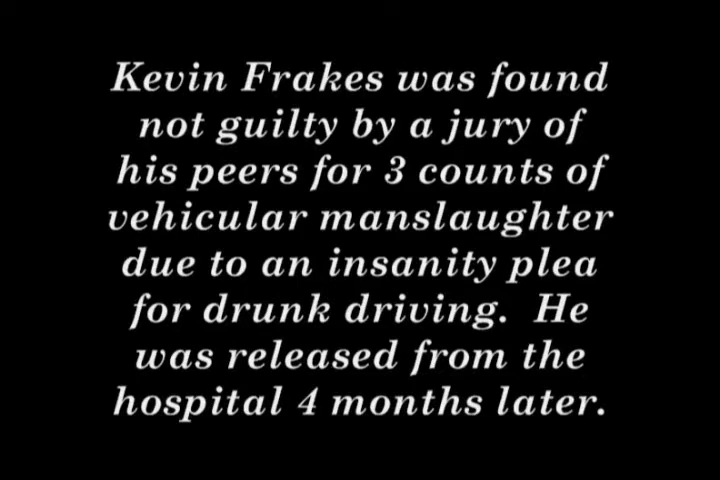 Kevin Frakes was found
not guilty by a jury of
his peers for 3 counts of
vehicular manslaughter
due to an insanity plea
for drunk driving.  He
was released from the
hospital 4 months later.